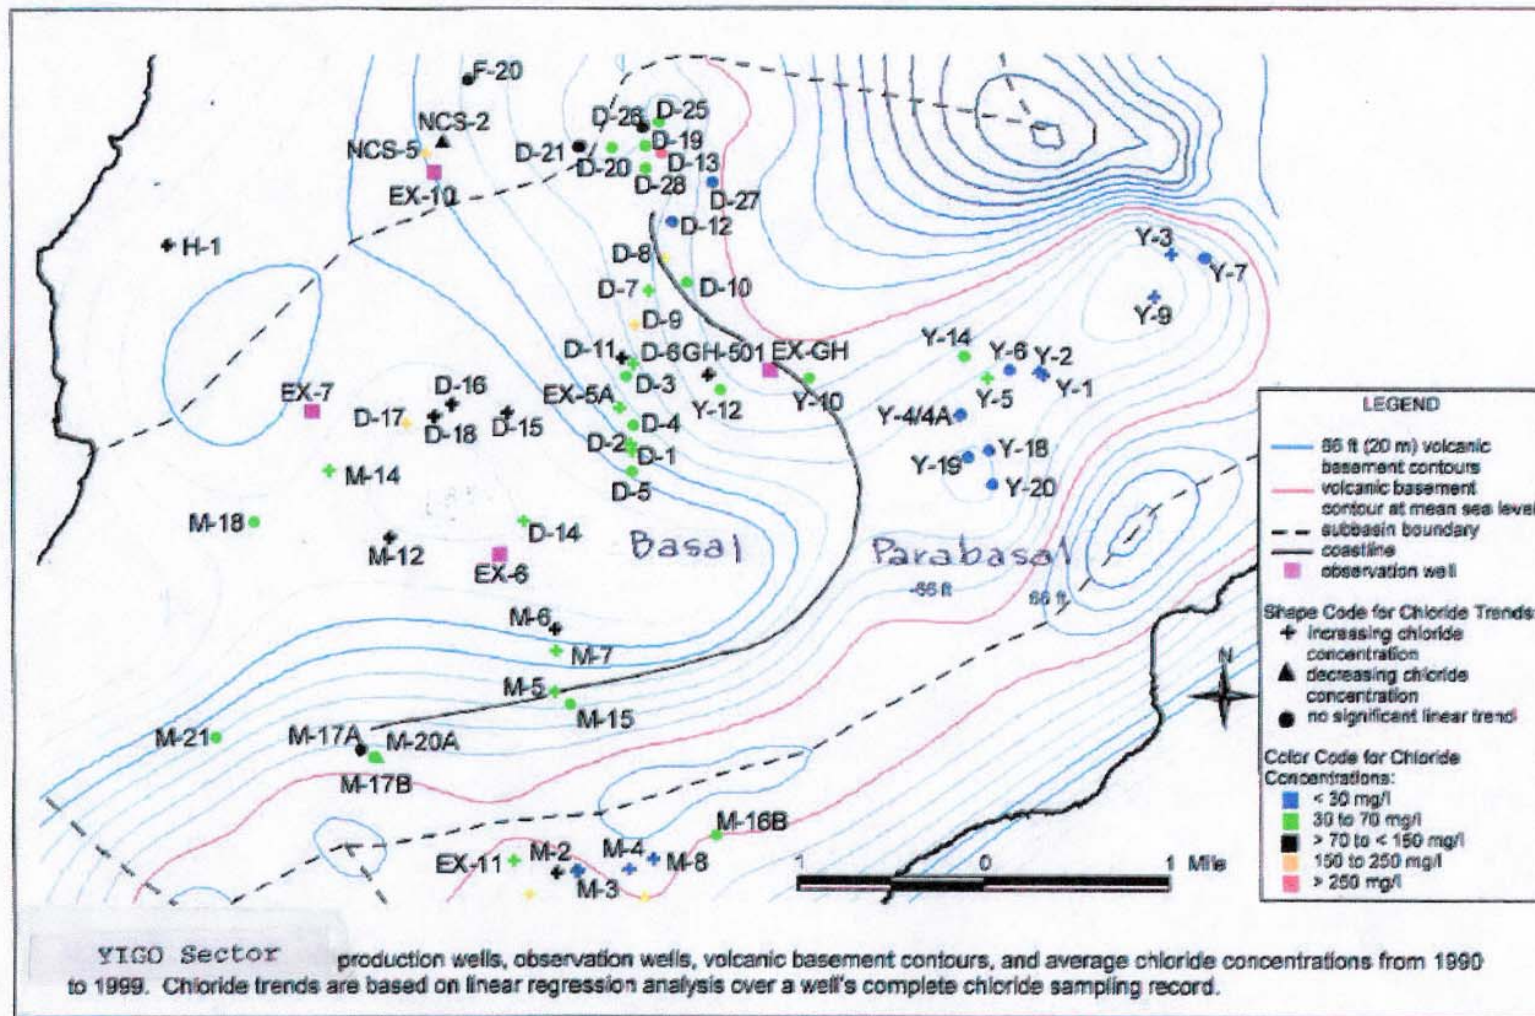 F-20
NCS-2
NCS-5
EX-10
H-1
D-26
D-25
D-21
D-19
D-20
D-13
D-28
D-27
D-12
D-8
D-7
D-10
D-9
Y-3
Y-7
Y-9
D-11
D-6
GH-501
EX-GH
D-3
EX-5A
D-4
Y-12
Y-10
D-2
D-1
D-5
Y-14
Y-6
Y-2
Y-5
Y-1
Y-4/4A
Y-18
Y-19
Y-20
EX-7
D-16
D-17
D-18
D-15
M-14
M-18
M-12
D-14
EX-6
Basal
Parabasal
-66 ft
66 ft
M-6
M-7
M-5
M-15
M-21
M-17A
M-20A
M-17B
M-16B
EX-11
M-2
M-4
M-8
M-3
N
1 0 1 Mile
LEGEND
66 ft (20 m) volcanic
basement contours
volcanic basement
contour at mean sea level
subbasin boundary
coastline
observation well
Shape Code for Chloride Trends:
increasing chloride
concentration
decreasing chloride
concentration
no significant linear trend
Color Code for Chloride
Concentrations:
< 30 mg/l
30 to 70 mg/l
> 70 to < 150 mg/l
150 to 250 mg/l
> 250 mg/l
YIGO Sector production wells, observation wells, volcanic basement contours, and average chloride concentrations from 1990
to 1999. Chloride trends are based on linear regression analysis over a well's complete chloride sampling record.